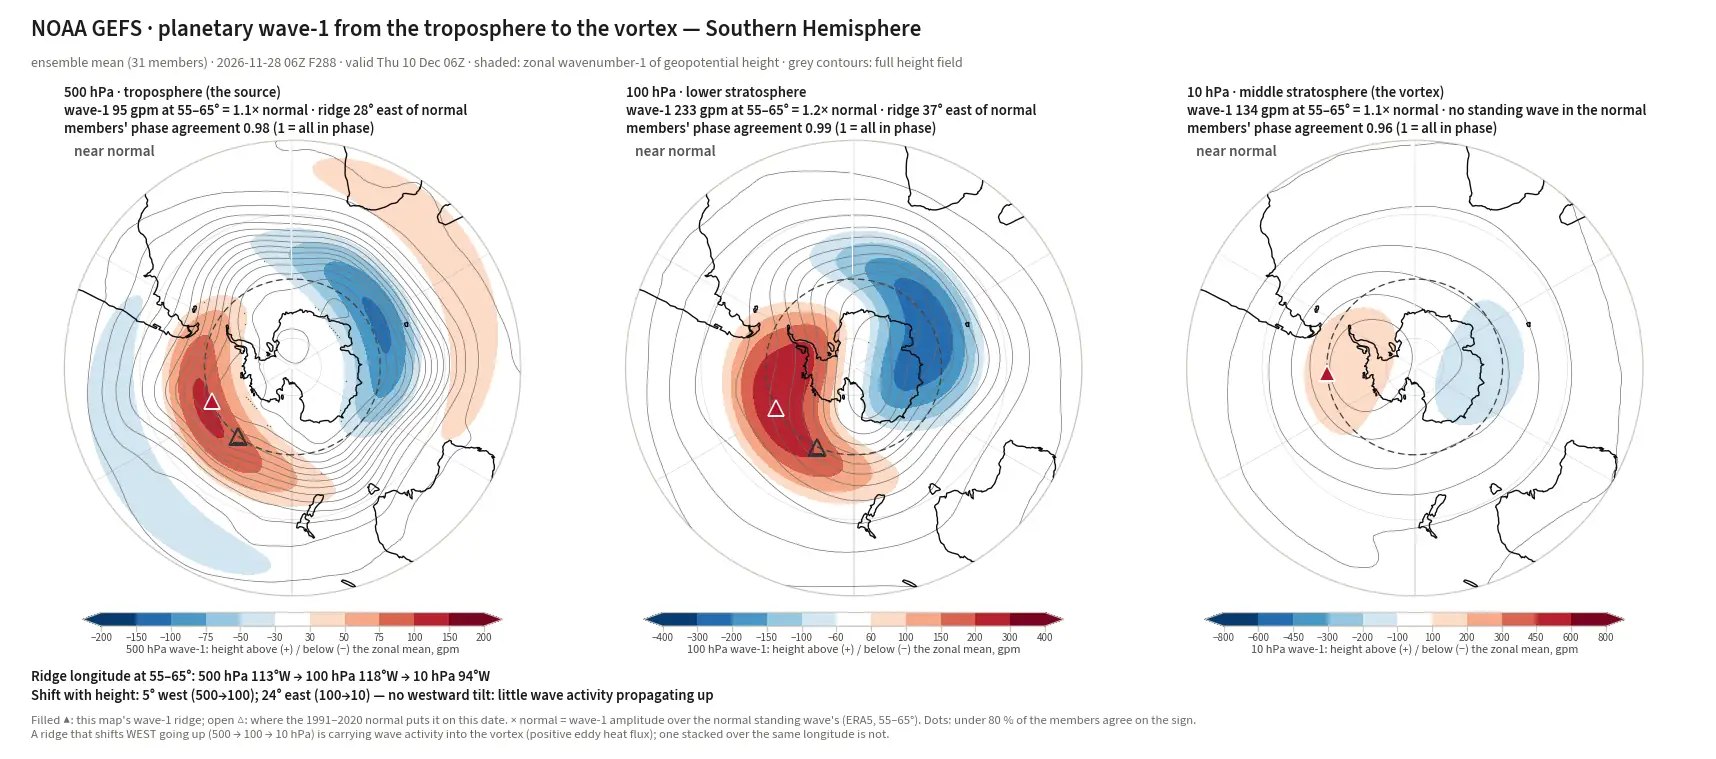 NOAA GEFS · planetary wave-1 from the troposphere to the vortex — Southern Hemisphere
ensemble mean (31 members) · 2026-11-28 06Z F288 · valid Thu 10 Dec 06Z · shaded: zonal wavenumber-1 of geopotential height · grey contours: full height field
500 hPa · troposphere (the source)
wave-1 95 gpm at 55–65° = 1.1× normal · ridge 28° east of normal
members' phase agreement 0.98 (1 = all in phase)
near normal
100 hPa · lower stratosphere
wave-1 233 gpm at 55–65° = 1.2× normal · ridge 37° east of normal
members' phase agreement 0.99 (1 = all in phase)
near normal
10 hPa · middle stratosphere (the vortex)
wave-1 134 gpm at 55–65° = 1.1× normal · no standing wave in the normal
members' phase agreement 0.96 (1 = all in phase)
near normal
−200 −150 −100 −75 −50 −30 30 50 75 100 150 200
500 hPa wave-1: height above (+) / below (−) the zonal mean, gpm
−400 −300 −200 −150 −100 −60 60 100 150 200 300 400
100 hPa wave-1: height above (+) / below (−) the zonal mean, gpm
−800 −600 −450 −300 −200 −100 100 200 300 450 600 800
10 hPa wave-1: height above (+) / below (−) the zonal mean, gpm
Ridge longitude at 55–65°: 500 hPa 113°W → 100 hPa 118°W → 10 hPa 94°W
Shift with height: 5° west (500→100); 24° east (100→10) — no westward tilt: little wave activity propagating up
Filled ▲: this map's wave-1 ridge; open △: where the 1991–2020 normal puts it on this date. × normal = wave-1 amplitude over the normal standing wave's (ERA5, 55–65°). Dots: under 80 % of the members agree on the sign.
A ridge that shifts WEST going up (500 → 100 → 10 hPa) is carrying wave activity into the vortex (positive eddy heat flux); one stacked over the same longitude is not.